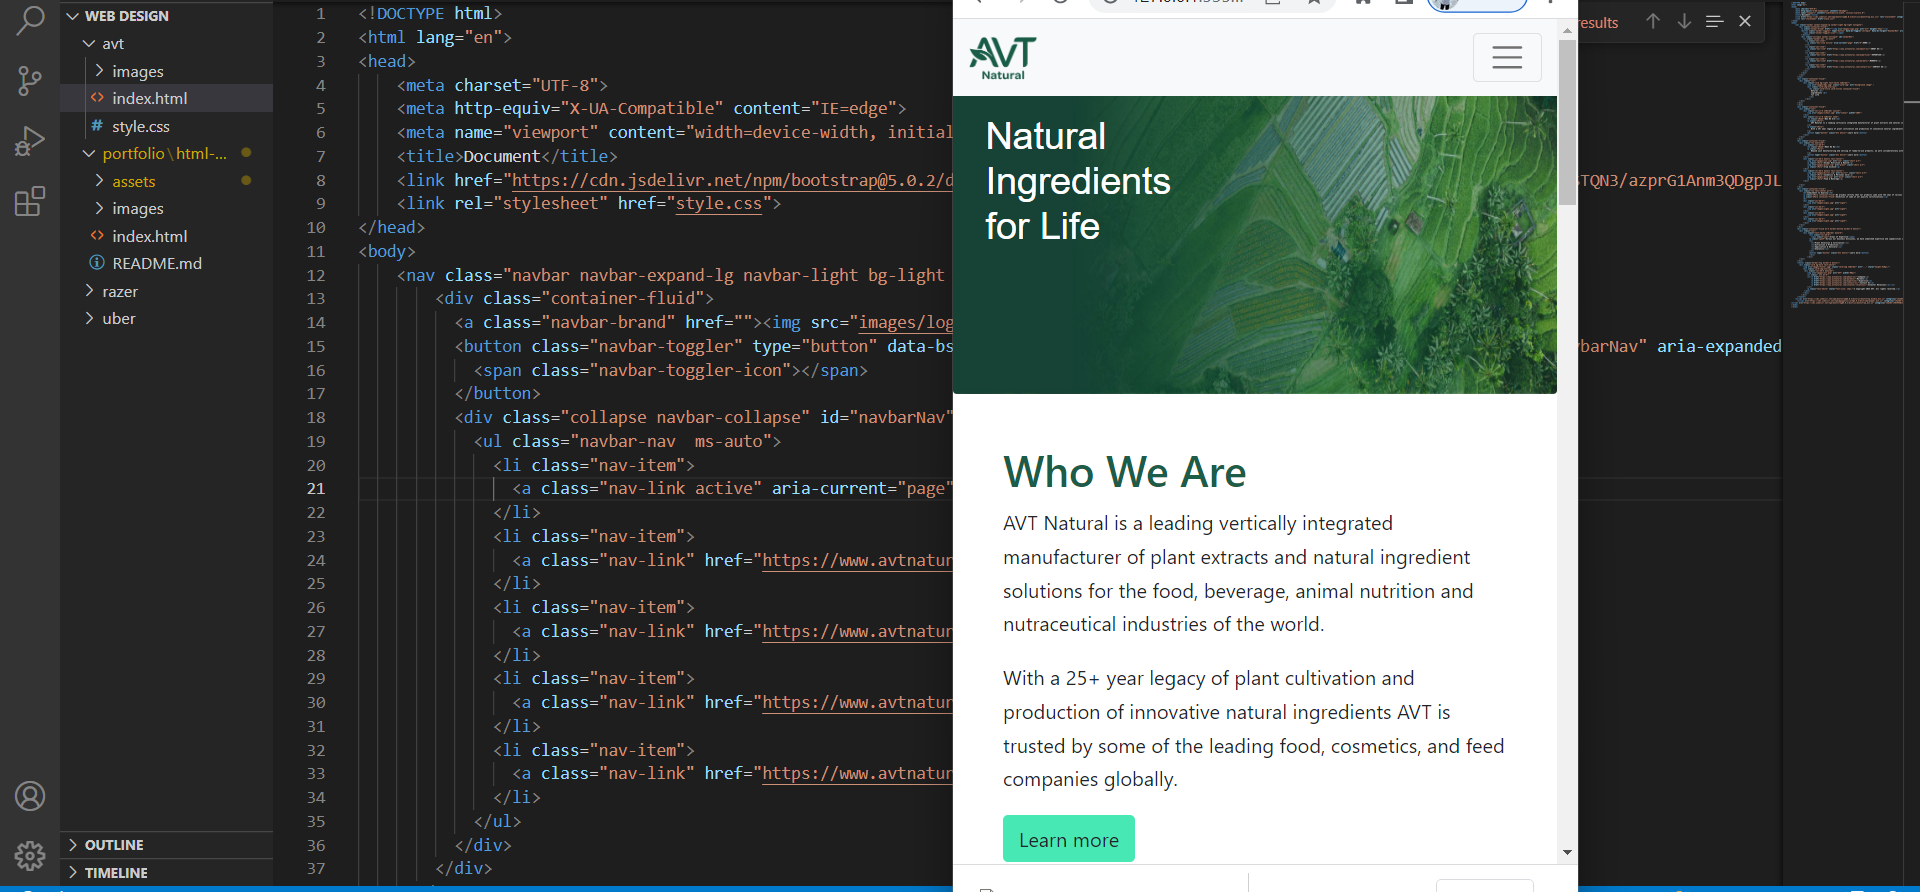 WEB DESIGN
avt
images
index.html
# style.css
portfolio\html-...
assets
images
index.html
README.md
razer
uber
OUTLINE
TIMELINE
1 <!DOCTYPE html>
2 <html lang="en">
3 <head>
4 <meta charset="UTF-8">
5 <meta http-equiv="X-UA-Compatible" content="IE=edge">
6 <meta name="viewport" content="width=device-width, initial
7 <title>Document</title>
8 <link href="https://cdn.jsdelivr.net/npm/bootstrap@5.0.2/d
9 <link rel="stylesheet" href="style.css">
10 </head>
11 <body>
12 <nav class="navbar navbar-expand-lg navbar-light bg-light
13 <div class="container-fluid">
14 <a class="navbar-brand" href=""><img src="images/log
15 <button class="navbar-toggler" type="button" data-bs
16 <span class="navbar-toggler-icon"></span>
17 </button>
18 <div class="collapse navbar-collapse" id="navbarNav"
19 <ul class="navbar-nav  ms-auto">
20 <li class="nav-item">
21 <a class="nav-link active" aria-current="page"
22 </li>
23 <li class="nav-item">
24 <a class="nav-link" href="https://www.avtnatur
25 </li>
26 <li class="nav-item">
27 <a class="nav-link" href="https://www.avtnatur
28 </li>
29 <li class="nav-item">
30 <a class="nav-link" href="https://www.avtnatur
31 </li>
32 <li class="nav-item">
33 <a class="nav-link" href="https://www.avtnatur
34 </li>
35 </ul>
36 </div>
37 </div>
AVT
Natural
Natural
Ingredients
for Life
Who We Are
AVT Natural is a leading vertically integrated
manufacturer of plant extracts and natural ingredient
solutions for the food, beverage, animal nutrition and
nutraceutical industries of the world.
With a 25+ year legacy of plant cultivation and
production of innovative natural ingredients AVT is
trusted by some of the leading food, cosmetics, and feed
companies globally.
Learn more
results
STQN3/azprG1Anm3QDgpJL
barNav" aria-expanded